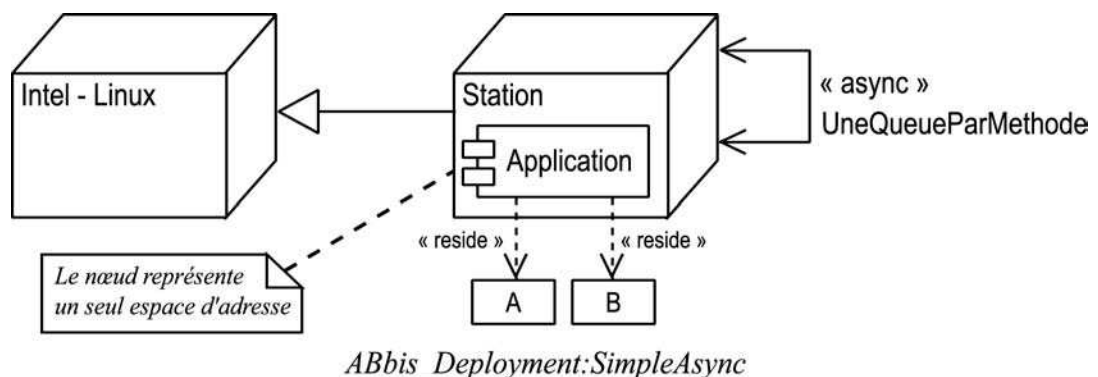 Intel - Linux
Station
Application
« async »
UneQueueParMethode
« reside »
« reside »
A
B
Le nœud représente
un seul espace d'adresse
ABbis Deployment:SimpleAsync